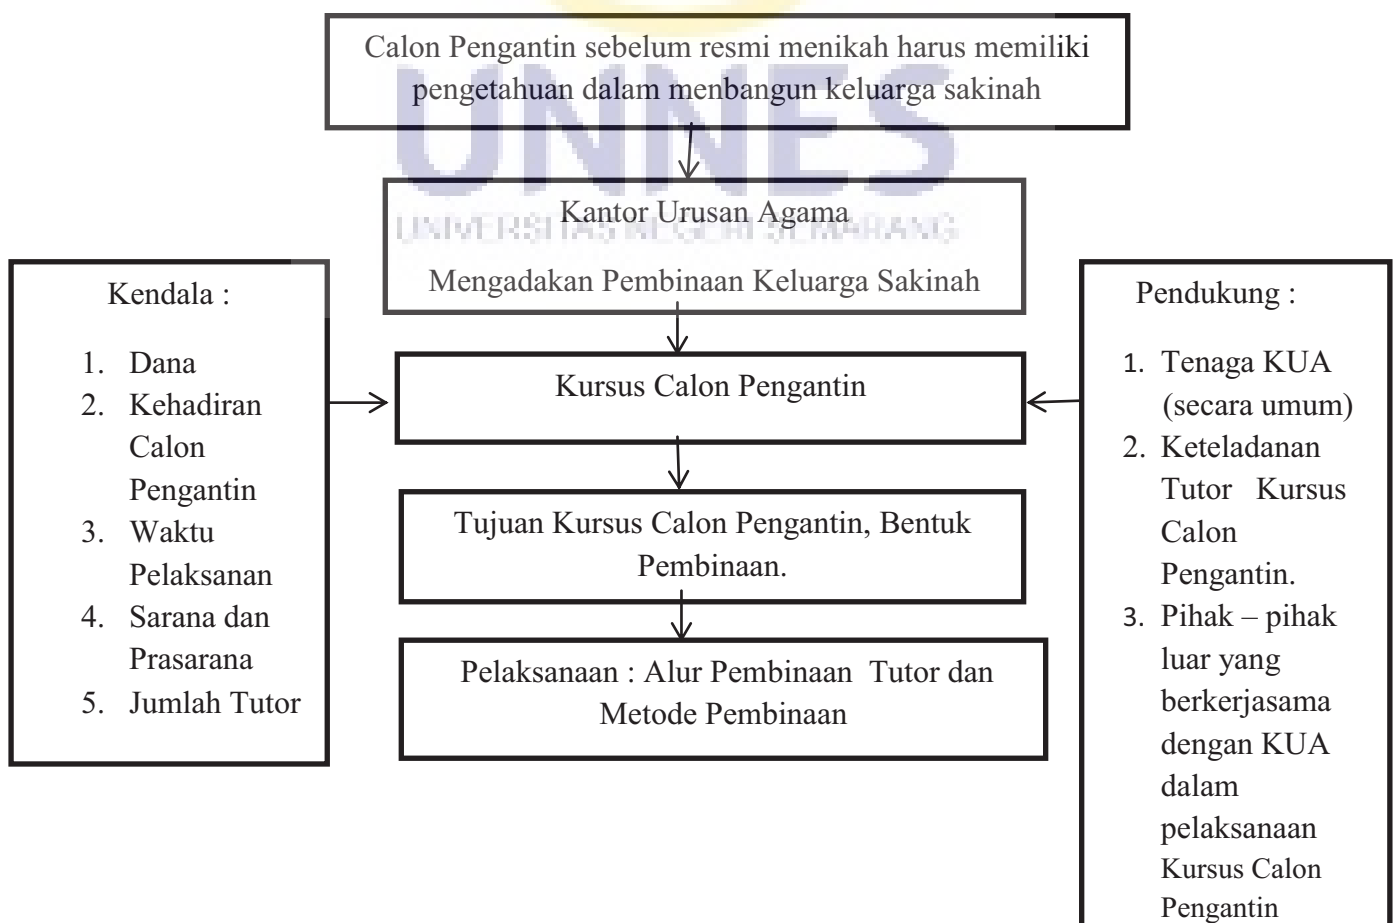 Calon Pengantin sebelum resmi menikah harus memiliki
pengetahuan dalam menbangun keluarga sakinah
UNNES
UNIVERSITAS NEGERI SEMARANG
Kantor Urusan Agama
Mengadakan Pembinaan Keluarga Sakinah
Kendala :
1. Dana
2. Kehadiran
Calon
Pengantin
3. Waktu
Pelaksanan
4. Sarana dan
Prasarana
5. Jumlah Tutor
Kursus Calon Pengantin
Tujuan Kursus Calon Pengantin, Bentuk
Pembinaan.
Pelaksanaan : Alur Pembinaan Tutor dan
Metode Pembinaan
Pendukung :
1. Tenaga KUA
(secara umum)
2. Keteladanan
Tutor Kursus
Calon
Pengantin.
3. Pihak – pihak
luar yang
berkerjasama
dengan KUA
dalam
pelaksanaan
Kursus Calon
Pengantin